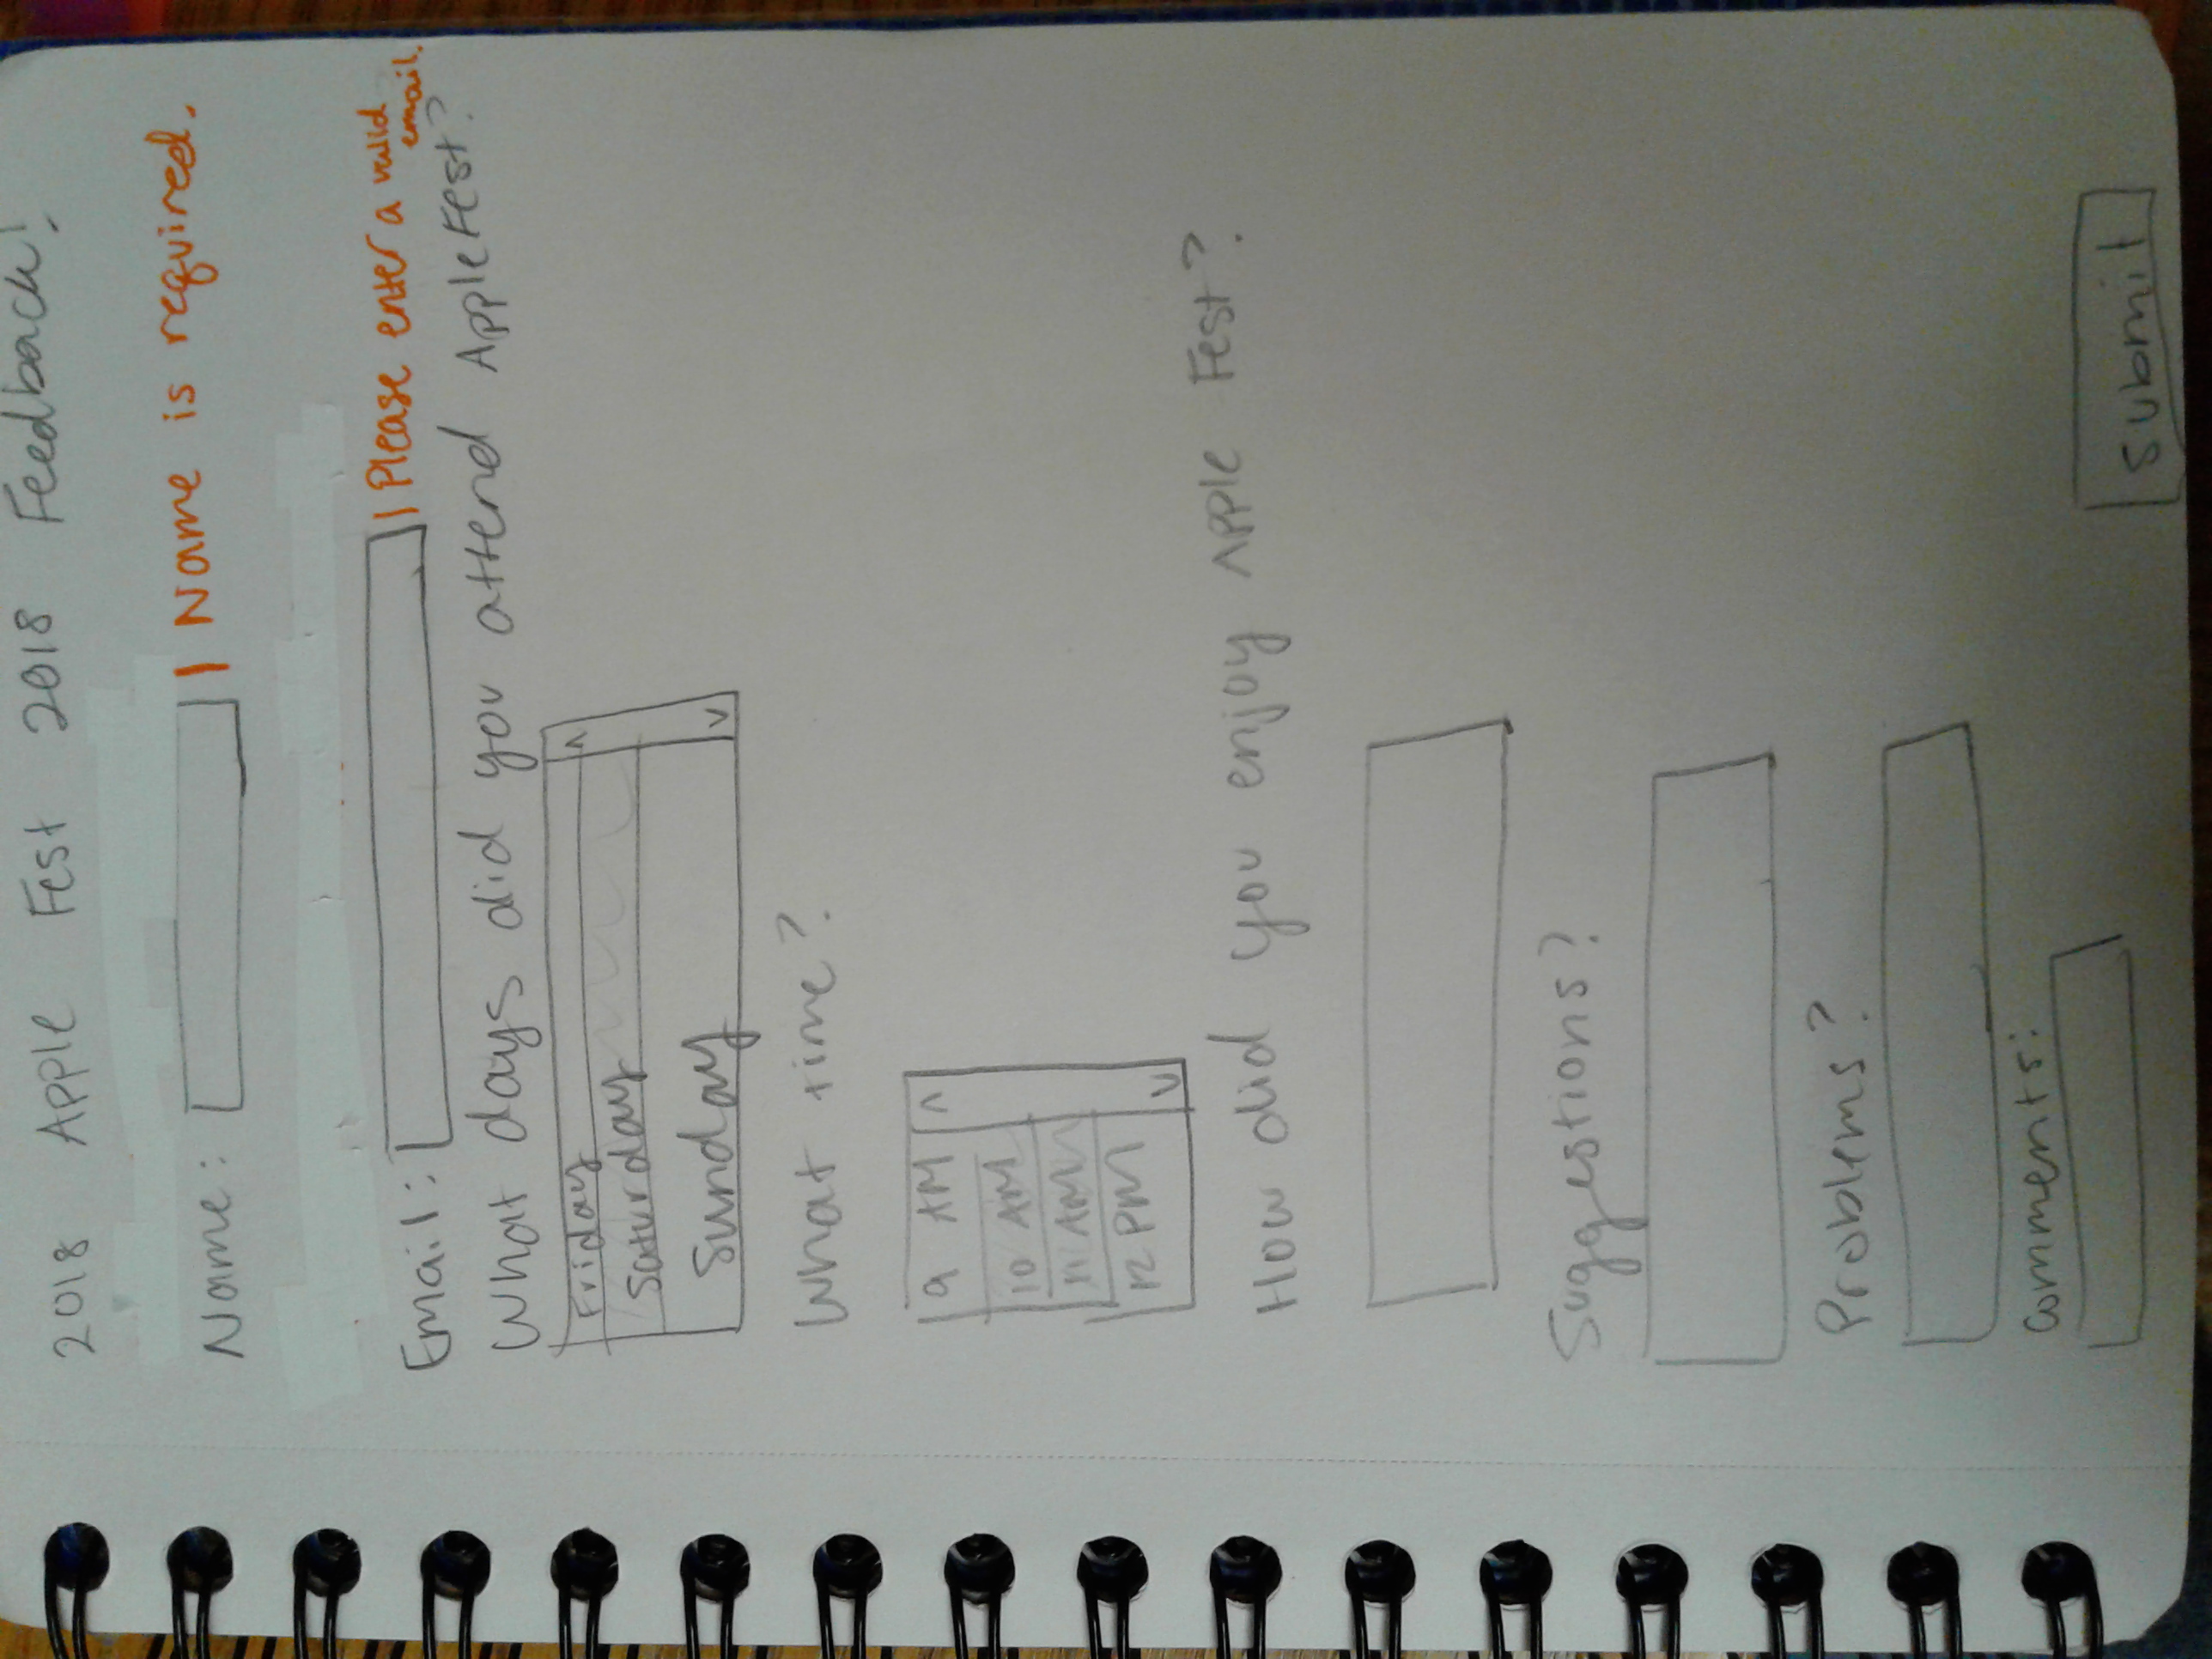 2018 Apple Fest 2018 Feedback!
Name: | Name is required.
Email: | Please enter a valid email.
What days did you attend AppleFest?
Friday
Saturday
Sunday
What time?
9 AM
10 AM
11 AM
12 PM
How did you enjoy Apple Fest?
Suggestions?
Problems?
Comments:
Submit